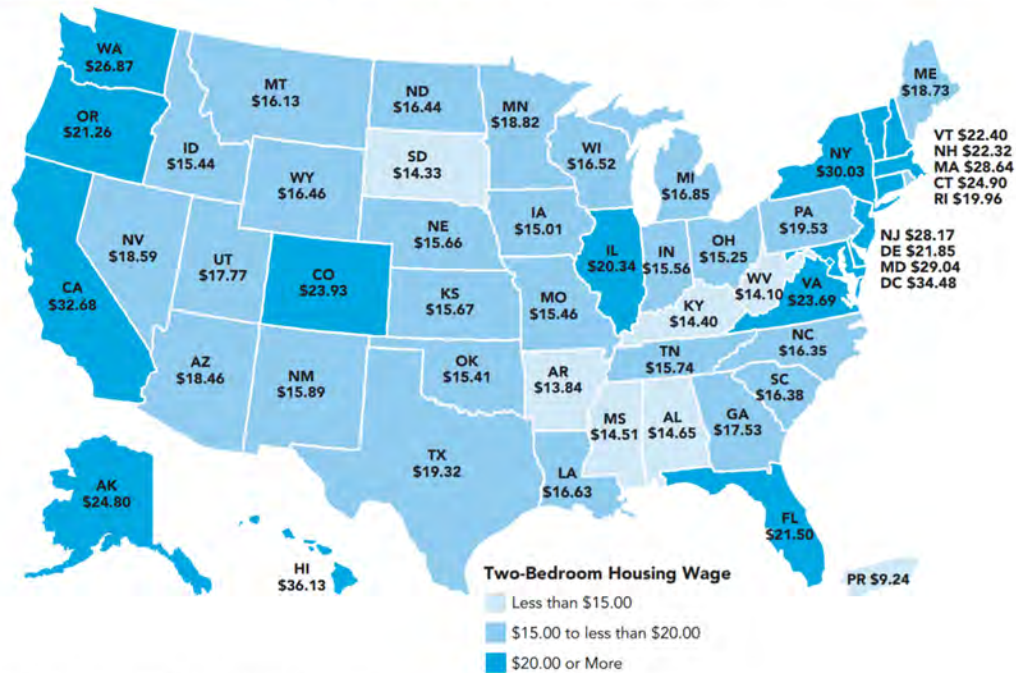 WA
$26.87
OR
$21.26
CA
$32.68
NV
$18.59
ID
$15.44
MT
$16.13
WY
$16.46
UT
$17.77
CO
$23.93
AZ
$18.46
NM
$15.89
ND
$16.44
SD
$14.33
NE
$15.66
KS
$15.67
OK
$15.41
TX
$19.32
MN
$18.82
IA
$15.01
MO
$15.46
AR
$13.84
LA
$16.63
WI
$16.52
IL
$20.34
MI
$16.85
IN
$15.56
OH
$15.25
KY
$14.40
TN
$15.74
MS
$14.51
AL
$14.65
GA
$17.53
FL
$21.50
SC
$16.38
NC
$16.35
VA
$23.69
WV
$14.10
PA
$19.53
NY
$30.03
ME
$18.73
VT $22.40
NH $22.32
MA $28.64
CT $24.90
RI $19.96
NJ $28.17
DE $21.85
MD $29.04
DC $34.48
AK
$24.80
HI
$36.13
PR $9.24
Two-Bedroom Housing Wage
Less than $15.00
$15.00 to less than $20.00
$20.00 or More